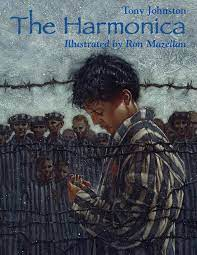 Tony Johnston
The Harmonica
Illustrated by Ron Mazellan